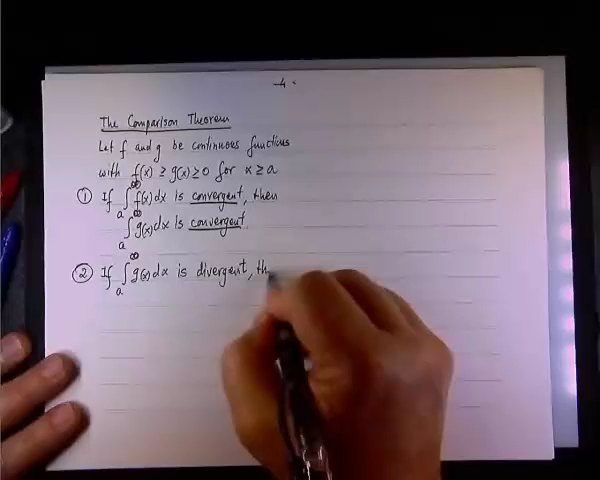 -4-
The Comparison Theorem
Let f and g be continuous functions
with f(x) ≥ g(x) ≥ 0 for x ≥ a
① If ∫ₐ^∞ f(x)dx is convergent, then
∫ₐ^∞ g(x)dx is convergent.
② If ∫ₐ^∞ g(x)dx is divergent, th